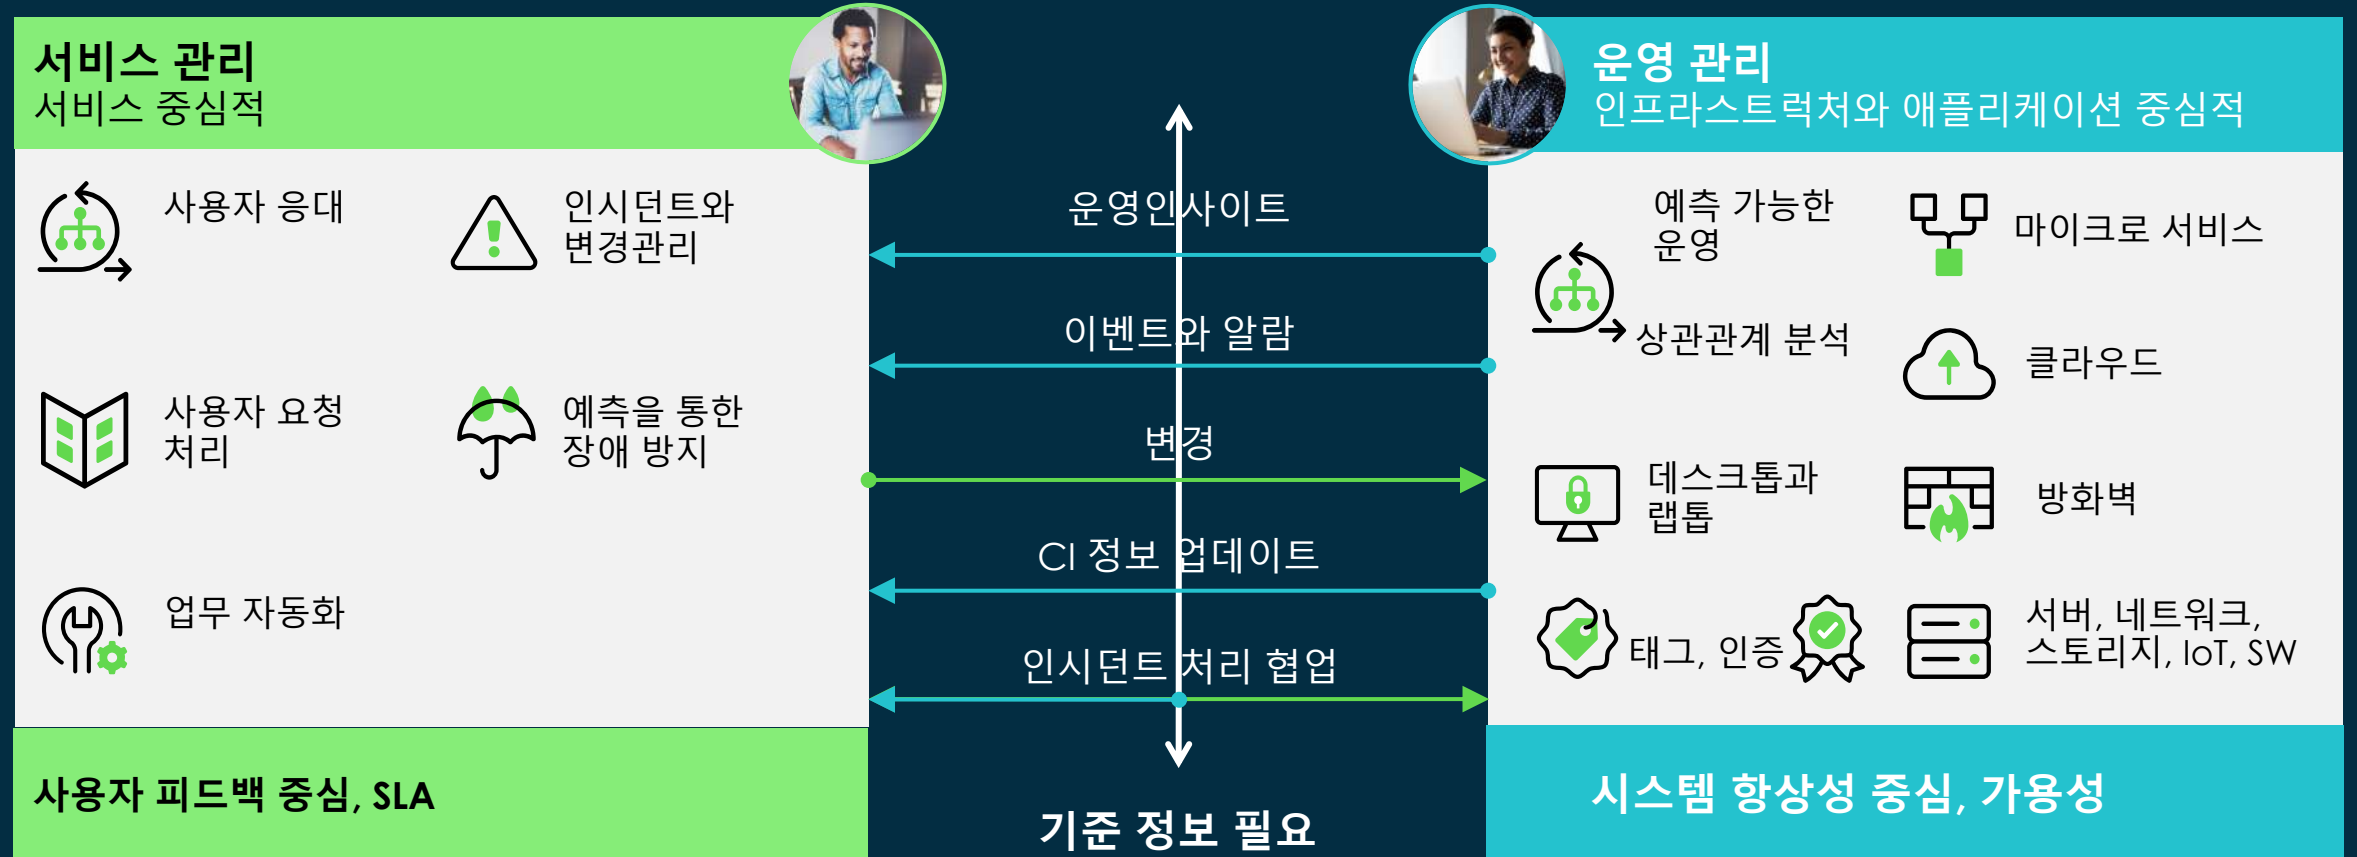 서비스 관리
서비스 중심적
사용자 응대
인시던트와
변경관리
사용자 요청
처리
예측을 통한
장애 방지
업무 자동화
사용자 피드백 중심, SLA
운영인사이트
이벤트와 알람
변경
CI 정보 업데이트
인시던트 처리 협업
기준 정보 필요
운영 관리
인프라스트럭처와 애플리케이션 중심적
예측 가능한
운영
마이크로 서비스
상관관계 분석
클라우드
데스크톱과
랩톱
방화벽
태그, 인증
서버, 네트워크,
스토리지, IoT, SW
시스템 항상성 중심, 가용성